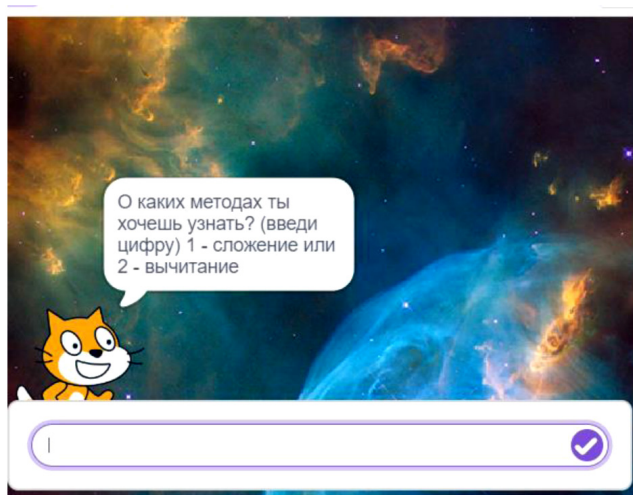 О каких методах ты
хочешь узнать? (введи
цифру) 1 - сложение или
2 - вычитание